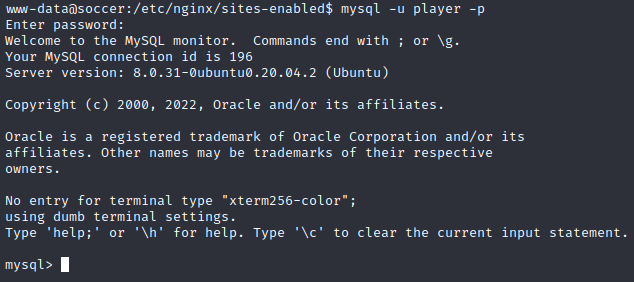 www-data@soccer:/etc/nginx/sites-enabled$ mysql -u player -p
Enter password:
Welcome to the MySQL monitor.  Commands end with ; or \g.
Your MySQL connection id is 196
Server version: 8.0.31-0ubuntu0.20.04.2 (Ubuntu)

Copyright (c) 2000, 2022, Oracle and/or its affiliates.

Oracle is a registered trademark of Oracle Corporation and/or its
affiliates. Other names may be trademarks of their respective
owners.

No entry for terminal type "xterm256-color";
using dumb terminal settings.
Type 'help;' or '\h' for help. Type '\c' to clear the current input statement.

mysql>